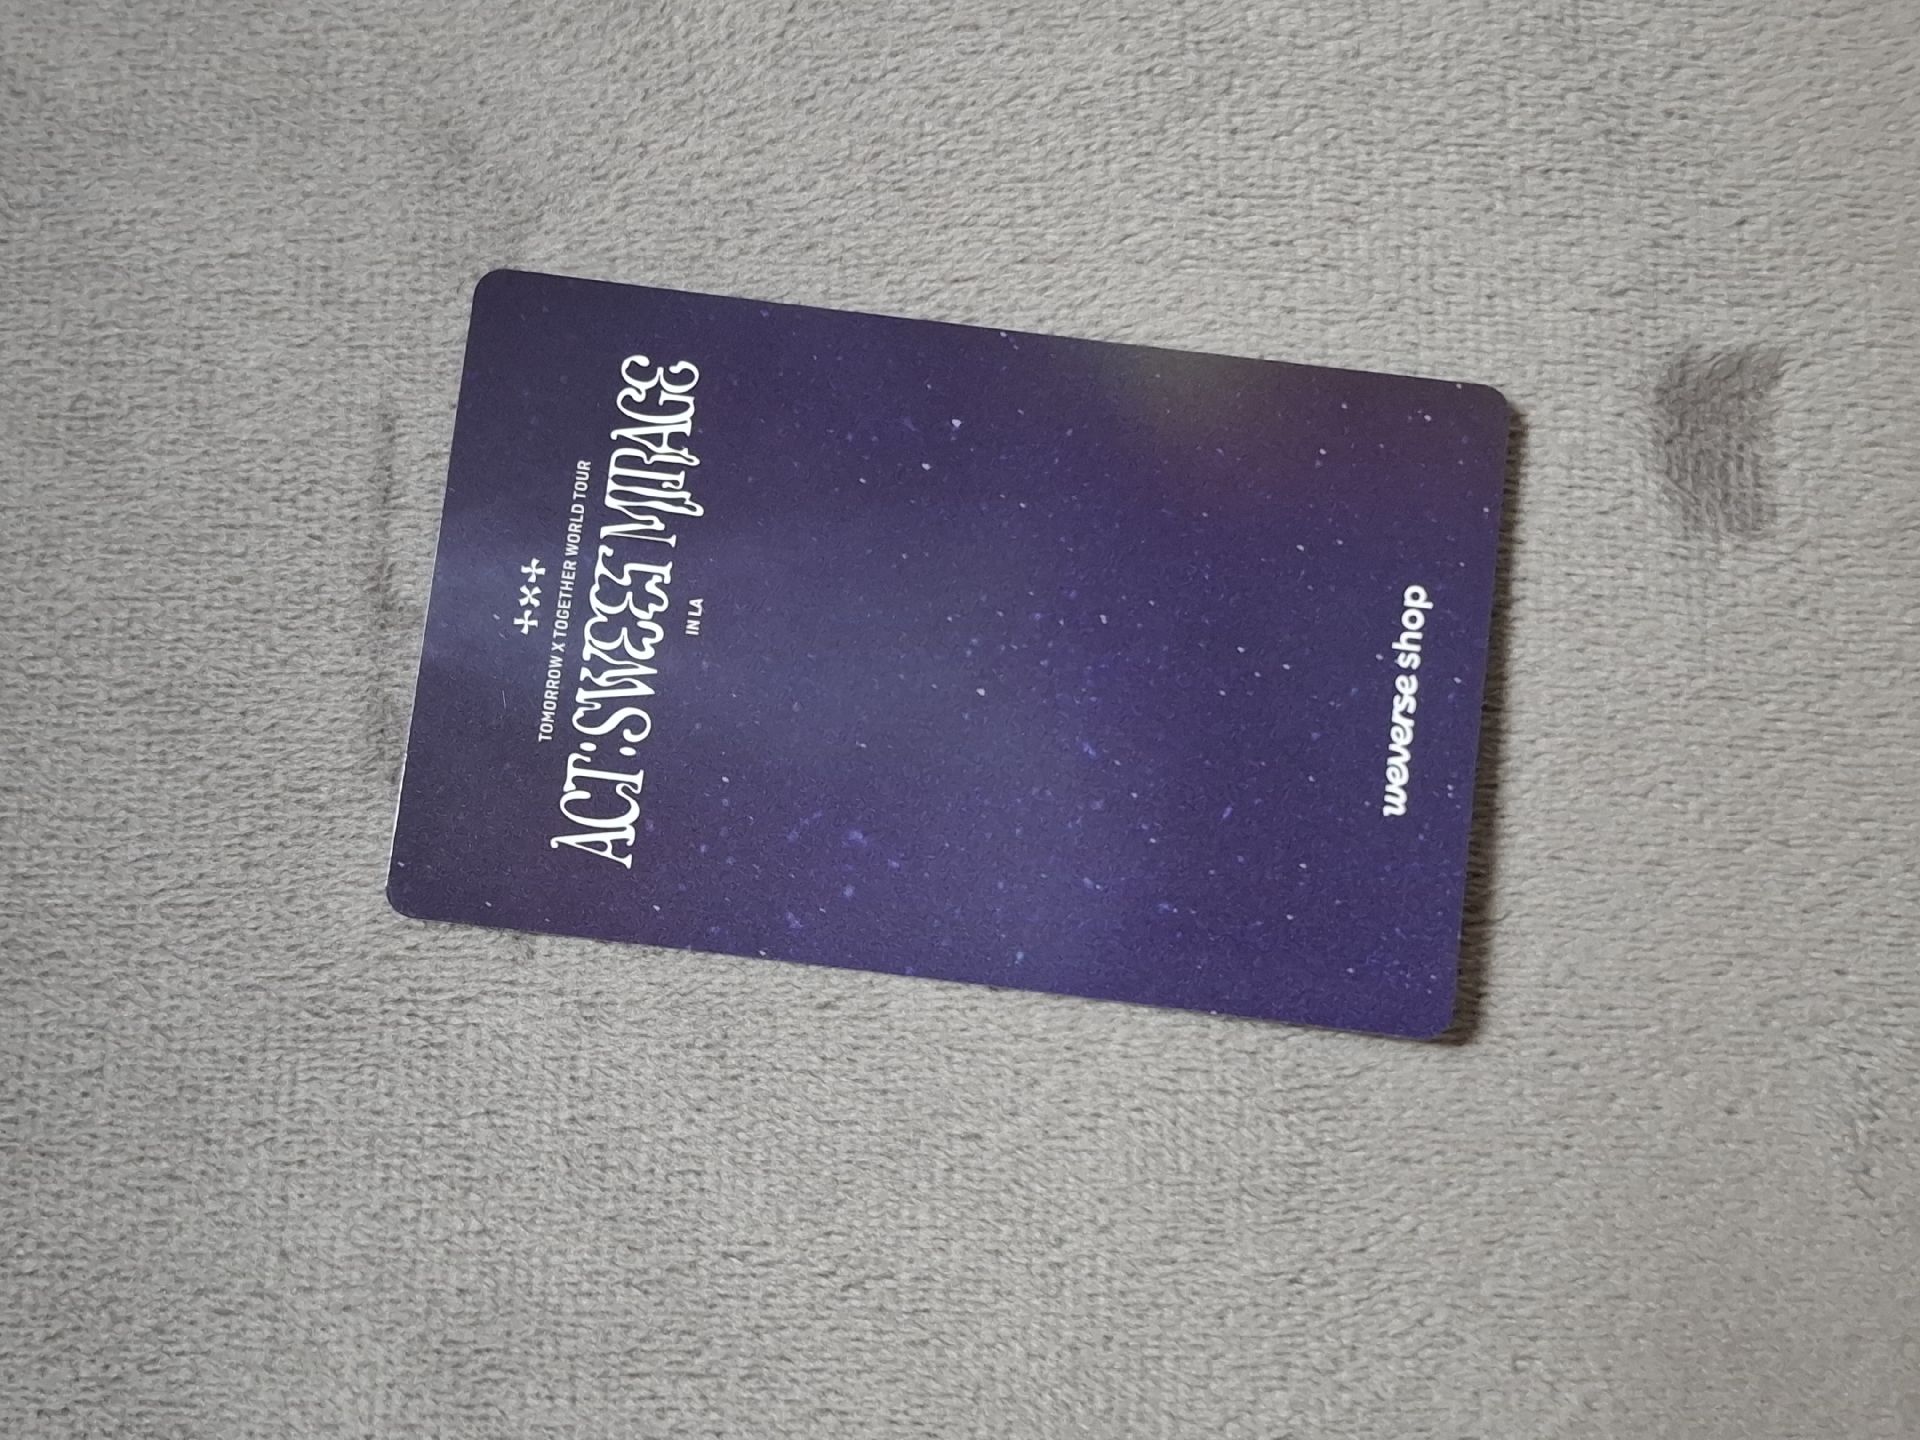 +×+
TOMORROW X TOGETHER WORLD TOUR
ACT:SWEET MIRAGE
IN LA
weverse shop